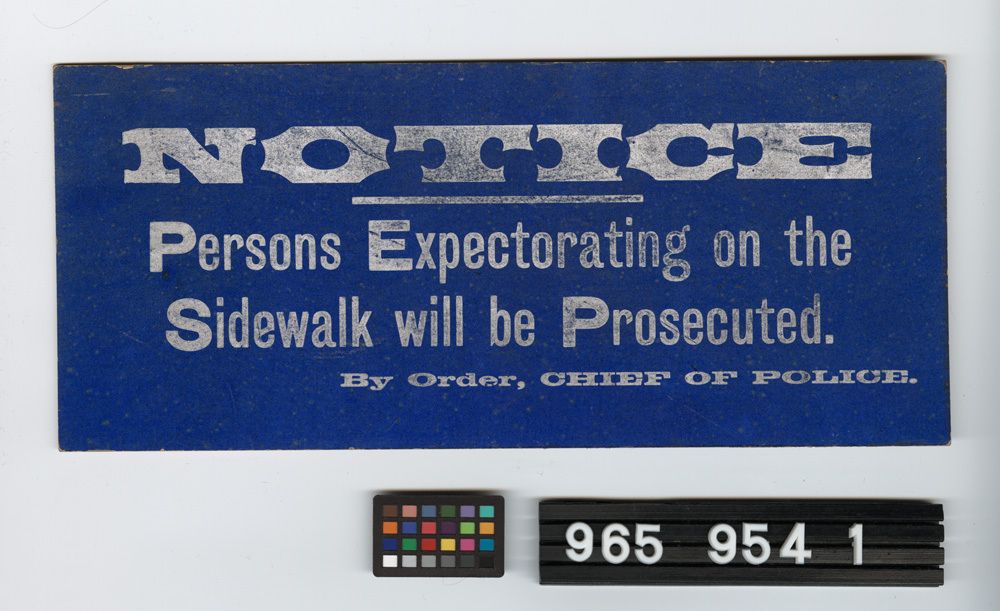 NOTICE
Persons Expectorating on the
Sidewalk will be Prosecuted.
By Order, CHIEF OF POLICE.
965 954 1